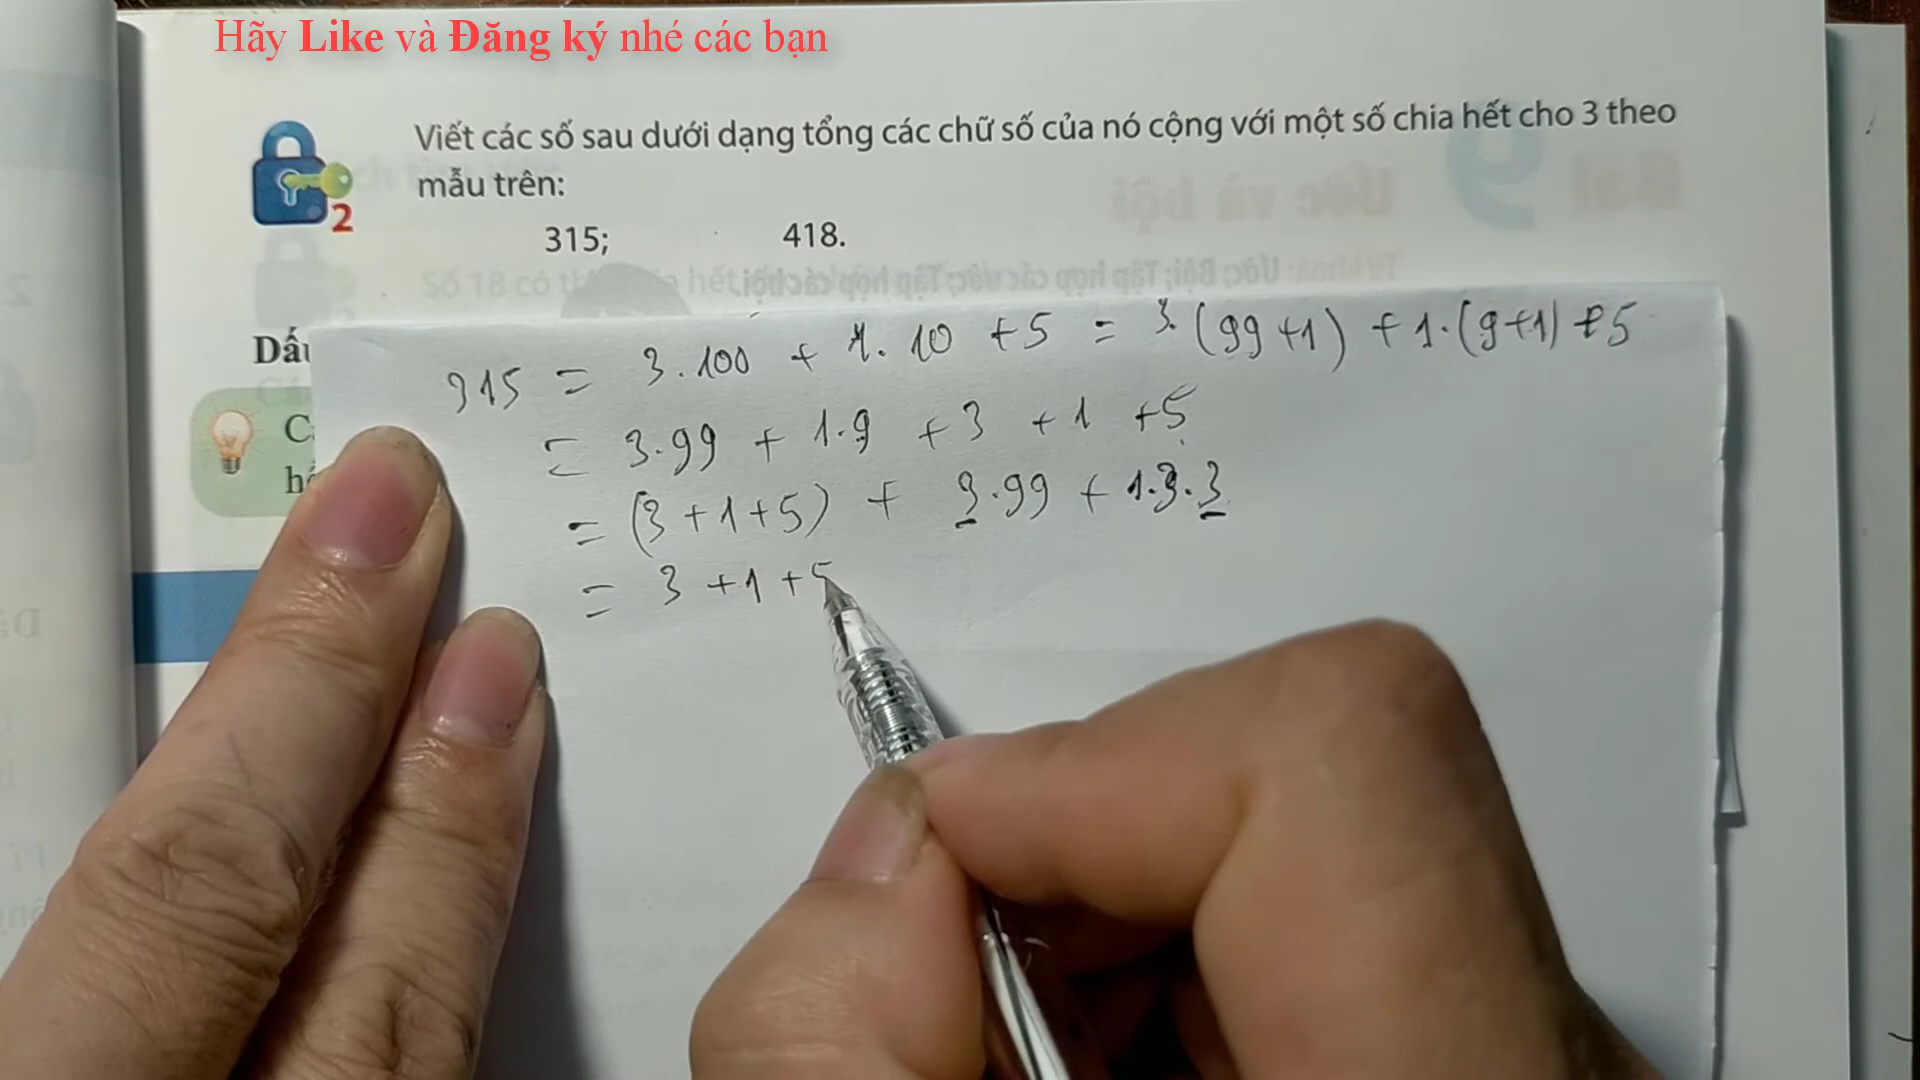 Hãy Like và Đăng ký nhé các bạn
Viết các số sau dưới dạng tổng các chữ số của nó cộng với một số chia hết cho 3 theo
mẫu trên:
2
315; 418.
315 = 3.100 + 1.10 +5 = 3.(99+1) +1.(9+1)+5
= 3.99 + 1.9 +3 +1 +5
= (3+1+5) + 3.99 + 1.3.3
= 3 +1+5
Dấu